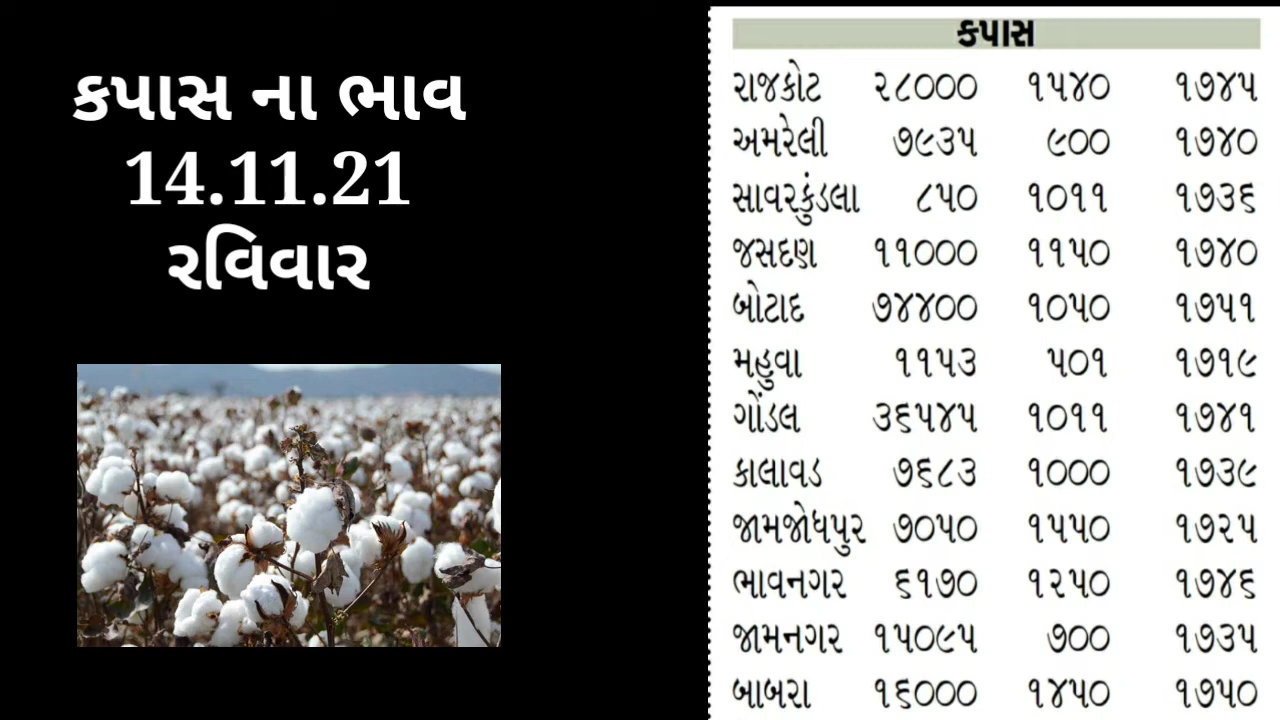 કપાસ ના ભાવ
14.11.21
રવિવાર
કપાસ
રાજકોટ ૨૮૦૦૦ ૧૫૪૦ ૧૭૪૫
અમરેલી ૭૯૩૫ ૯૦૦ ૧૭૪૦
સાવરકુંડલા ૮૫૦ ૧૦૧૧ ૧૭૩૬
જસદણ ૧૧૦૦૦ ૧૧૫૦ ૧૭૪૦
બોટાદ ૭૪૪૦૦ ૧૦૫૦ ૧૭૫૧
મહુવા ૧૧૫૩ ૫૦૧ ૧૭૧૯
ગોંડલ ૩૬૫૪૫ ૧૦૧૧ ૧૭૪૧
કાલાવડ ૭૬૮૩ ૧૦૦૦ ૧૭૩૯
જામજોધપુર ૭૦૫૦ ૧૫૫૦ ૧૭૨૫
ભાવનગર ૬૧૭૦ ૧૨૫૦ ૧૭૪૬
જામનગર ૧૫૦૯૫ ૭૦૦ ૧૭૩૫
બાબરા ૧૬૦૦૦ ૧૪૫૦ ૧૭૫૦